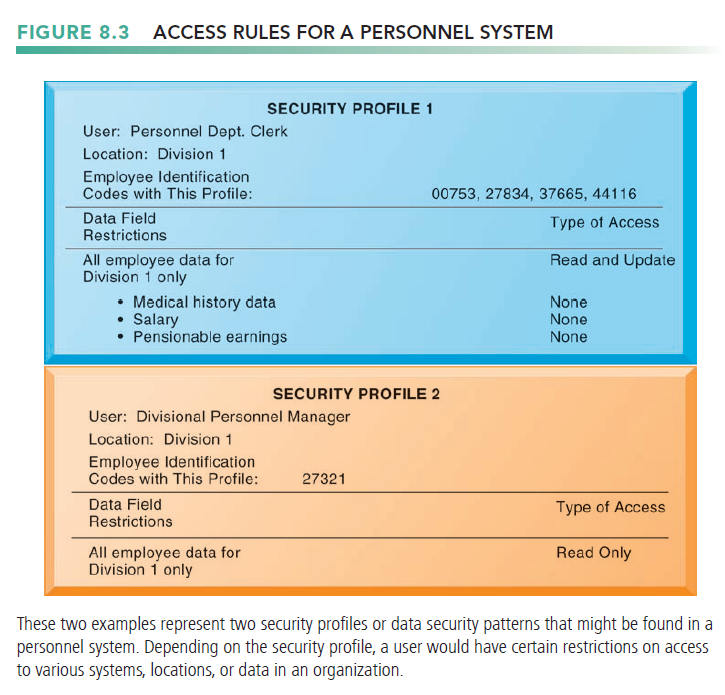 FIGURE 8.3 ACCESS RULES FOR A PERSONNEL SYSTEM
SECURITY PROFILE 1
User: Personnel Dept. Clerk
Location: Division 1
Employee Identification
Codes with This Profile: 00753, 27834, 37665, 44116
Data Field
Restrictions
Type of Access
All employee data for
Division 1 only
Read and Update
• Medical history data None
• Salary None
• Pensionable earnings None
SECURITY PROFILE 2
User: Divisional Personnel Manager
Location: Division 1
Employee Identification
Codes with This Profile: 27321
Data Field
Restrictions
Type of Access
All employee data for
Division 1 only
Read Only
These two examples represent two security profiles or data security patterns that might be found in a
personnel system. Depending on the security profile, a user would have certain restrictions on access
to various systems, locations, or data in an organization.